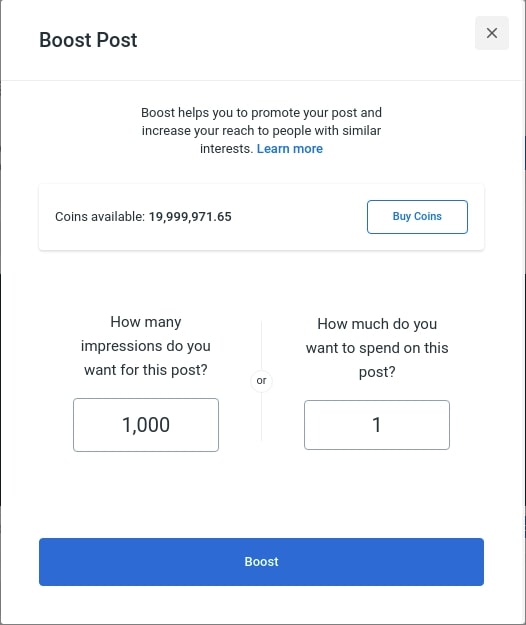 Boost Post
Boost helps you to promote your post and
increase your reach to people with similar
interests. Learn more
Coins available: 19,999,971.65
Buy Coins
How many
impressions do you
want for this post?
1,000
or
How much do you
want to spend on this
post?
1
Boost